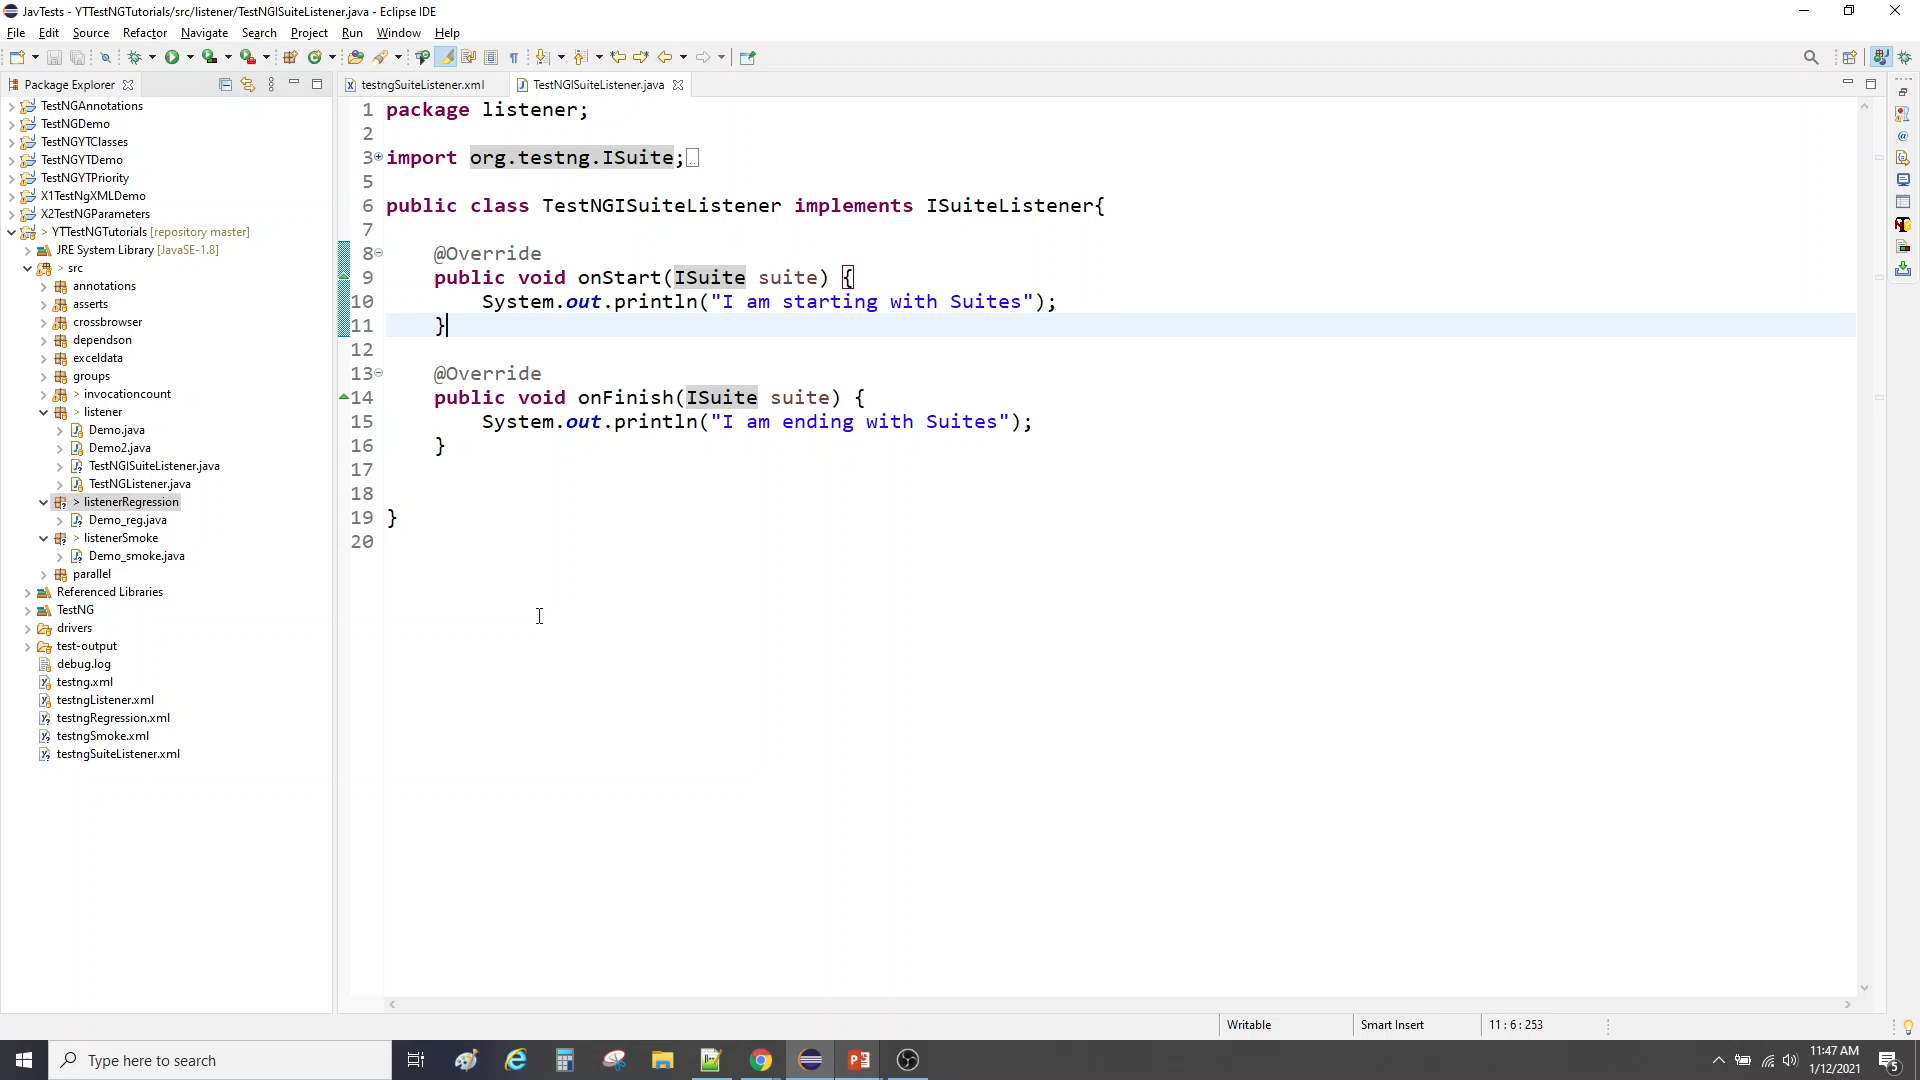 JavTests - YTTestNGTutorials/src/listener/TestNGISuiteListener.java - Eclipse IDE
File Edit Source Refactor Navigate Search Project Run Window Help
Package Explorer
TestNGAnnotations
TestNGDemo
TestNGYTClasses
TestNGYTDemo
TestNGYTPriority
X1TestNgXMLDemo
X2TestNGParameters
> YTTestNGTutorials [repository master]
JRE System Library [JavaSE-1.8]
> src
annotations
asserts
crossbrowser
dependson
exceldata
groups
> invocationcount
> listener
Demo.java
Demo2.java
TestNGISuiteListener.java
TestNGListener.java
> listenerRegression
Demo_reg.java
> listenerSmoke
Demo_smoke.java
parallel
Referenced Libraries
TestNG
drivers
test-output
debug.log
testng.xml
testngListener.xml
testngRegression.xml
testngSmoke.xml
testngSuiteListener.xml
testngSuiteListener.xml TestNGISuiteListener.java
1 package listener;
2
3 import org.testng.ISuite;
5
6 public class TestNGISuiteListener implements ISuiteListener{
7
8 @Override
9 public void onStart(ISuite suite) {
10 System.out.println("I am starting with Suites");
11 }
12
13 @Override
14 public void onFinish(ISuite suite) {
15 System.out.println("I am ending with Suites");
16 }
17
18
19 }
20
Writable Smart Insert 11 : 6 : 253
Type here to search
11:47 AM
1/12/2021
5